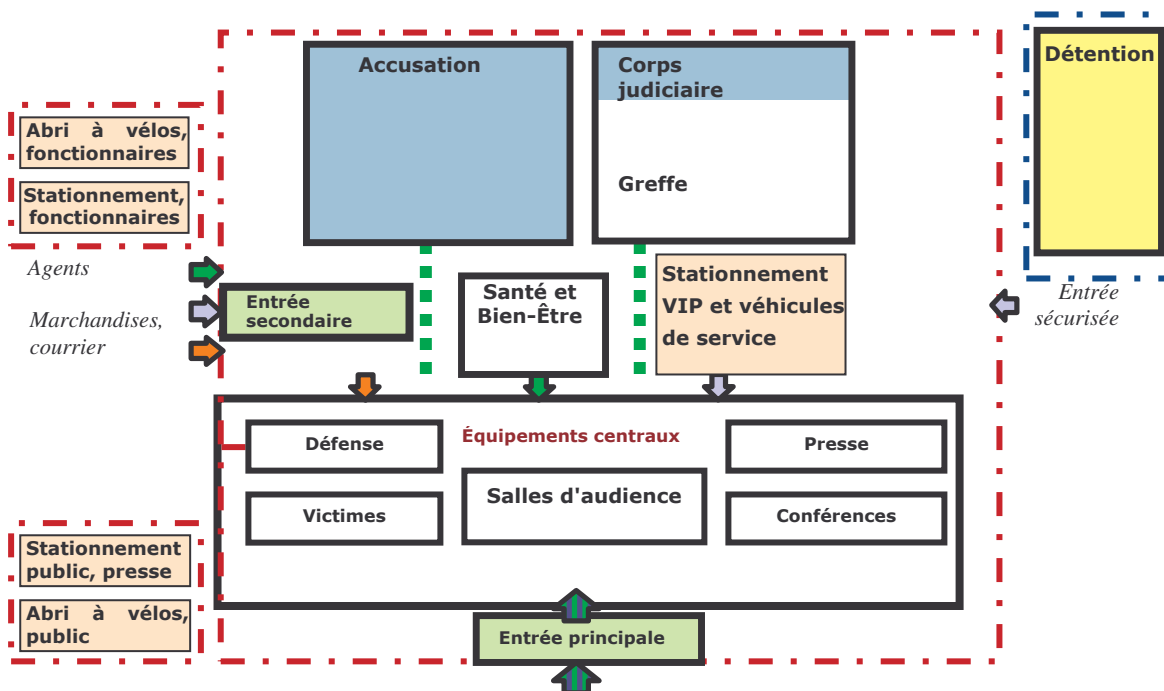 Accusation
Corps
judiciaire
Greffe
Détention
Abri à vélos,
fonctionnaires
Stationnement,
fonctionnaires
Agents
Marchandises,
courrier
Entrée
secondaire
Santé et
Bien-Être
Stationnement
VIP et véhicules
de service
Entrée
sécurisée
Défense
Équipements centraux
Presse
Victimes
Salles d'audience
Conférences
Stationnement
public, presse
Abri à vélos,
public
Entrée principale